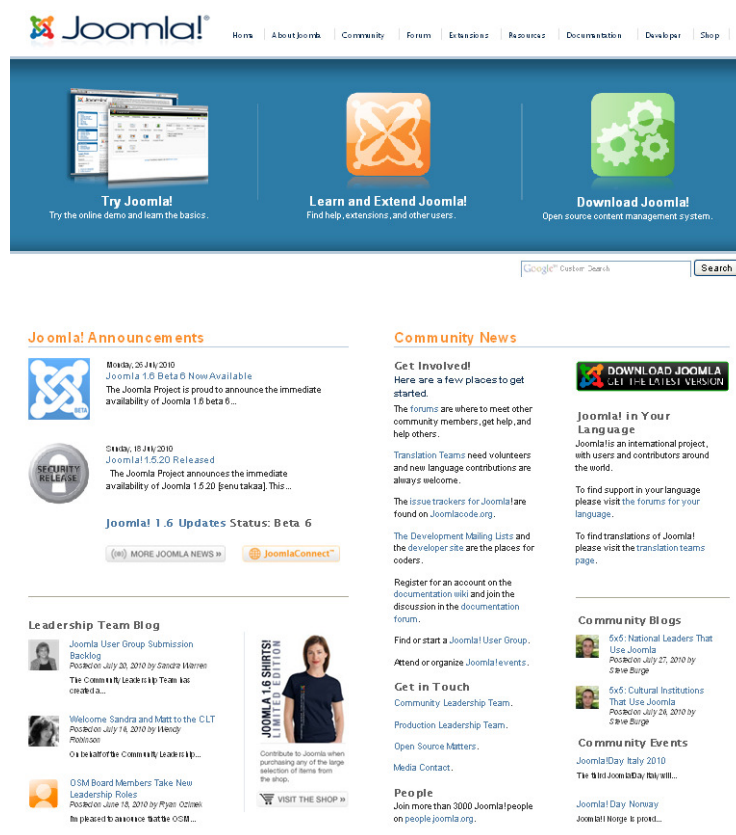 Joomla!®
Home About Joomla Community Forum Extensions Resources Documentation Developer Shop
Try Joomla!
Try the online demo and learn the basics.
Learn and Extend Joomla!
Find help, extensions, and other users.
Download Joomla!
Open source content management system.
Google™ Custom Search
Search
Joomla! Announcements
Monday, 26 July 2010
Joomla 1.6 Beta 6 Now Available
The Joomla Project is proud to announce the immediate
availability of Joomla 1.6 beta 6...
BETA
Sunday, 18 July 2010
Joomla! 1.5.20 Released
The Joomla Project announces the immediate
availability of Joomla 1.5.20 [senu takaa]. This...
SECURITY
RELEASE
Joomla! 1.6 Updates Status: Beta 6
MORE JOOMLA NEWS »
JoomlaConnect™
Leadership Team Blog
Joomla User Group Submission
Backlog
Posted on July 20, 2010 by Sandra Warren
The Community Leadership Team has
created a...
Welcome Sandra and Matt to the CLT
Posted on July 16, 2010 by Wendy
Robinson
On behalf of the Community Leadership...
OSM Board Members Take New
Leadership Roles
Posted on June 18, 2010 by Ryan Ozimek
I'm pleased to announce that the OSM...
JOOMLA 1.6 SHIRTS!
LIMITED EDITION
Contribute to Joomla when
purchasing any of the large
selection of items from
the shop.
VISIT THE SHOP »
Community News
Get Involved!
Here are a few places to get
started.
The forums are where to meet other
community members, get help, and
help others.
Translation Teams need volunteers
and new language contributions are
always welcome.
The issue trackers for Joomla! are
found on Joomlacode.org.
The Development Mailing Lists and
the developer site are the places for
coders.
Register for an account on the
documentation wiki and join the
discussion in the documentation
forum.
Find or start a Joomla! User Group.
Attend or organize Joomla! events.
Get in Touch
Community Leadership Team.
Production Leadership Team.
Open Source Matters.
Media Contact.
People
Join more than 3000 Joomla! people
on people.joomla.org.
DOWNLOAD JOOMLA
GET THE LATEST VERSION
Joomla! in Your
Language
Joomla! is an international project,
with users and contributors around
the world.
To find support in your language
please visit the forums for your
language.
To find translations of Joomla!
please visit the translation teams
page.
Community Blogs
5x5: National Leaders That
Use Joomla
Posted on July 27, 2010 by
Steve Burge
5x5: Cultural Institutions
That Use Joomla
Posted on July 26, 2010 by
Steve Burge
Community Events
Joomla!Day Italy 2010
The third Joomla!Day Italy will...
Joomla! Day Norway
Joomla!! Norge is proud...